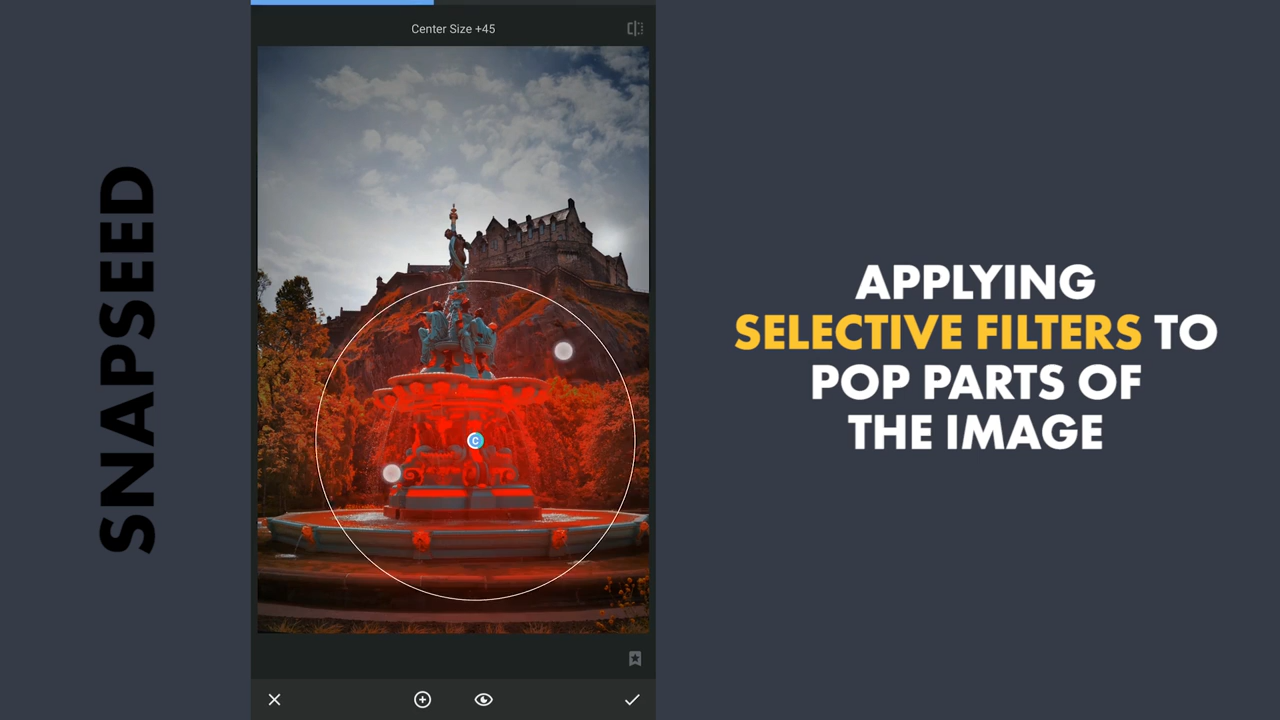 SNAPSEED
Center Size +45
C
APPLYING
SELECTIVE FILTERS TO
POP PARTS OF
THE IMAGE